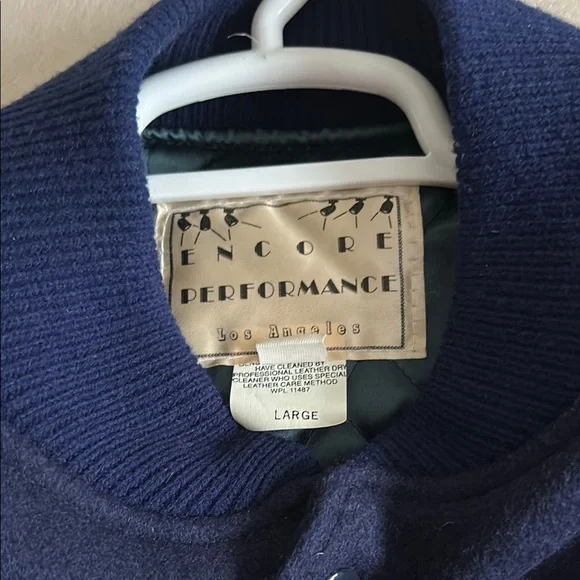 ENCORE
PERFORMANCE
Los Angeles
HAVE CLEANED BY
PROFESSIONAL LEATHER DRY
CLEANER WHO USES SPECIAL
LEATHER CARE METHOD
WPL 11487
LARGE